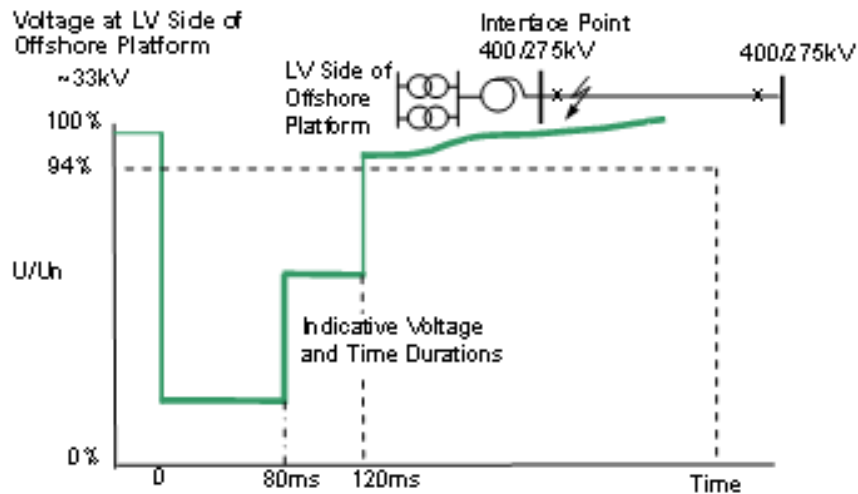 Voltage at LV Side of
Offshore Platform
~33kV
Interface Point
400/275kV
400/275kV
LV Side of
Offshore
Platform
100%
94%
U/Un
Indicative Voltage
and Time Durations
0%
0
80ms
120ms
Time